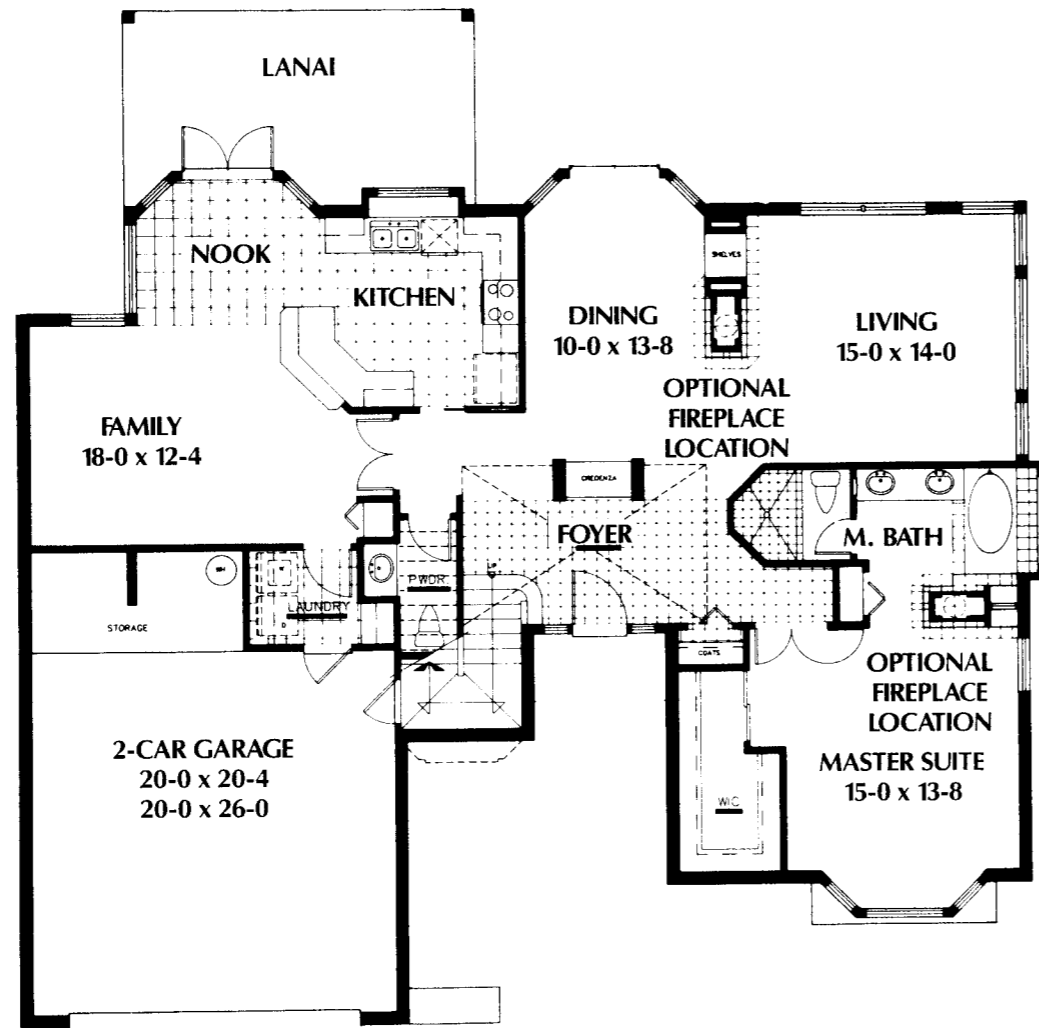 LANAI
NOOK
KITCHEN
SHELVES
DINING
10-0 x 13-8
LIVING
15-0 x 14-0
OPTIONAL
FIREPLACE
LOCATION
FAMILY
18-0 x 12-4
CREDENZA
FOYER
M. BATH
UP
WH
W
PWDR
LAUNDRY
D
STORAGE
COATS
OPTIONAL
FIREPLACE
LOCATION
2-CAR GARAGE
20-0 x 20-4
20-0 x 26-0
MASTER SUITE
15-0 x 13-8
WIC